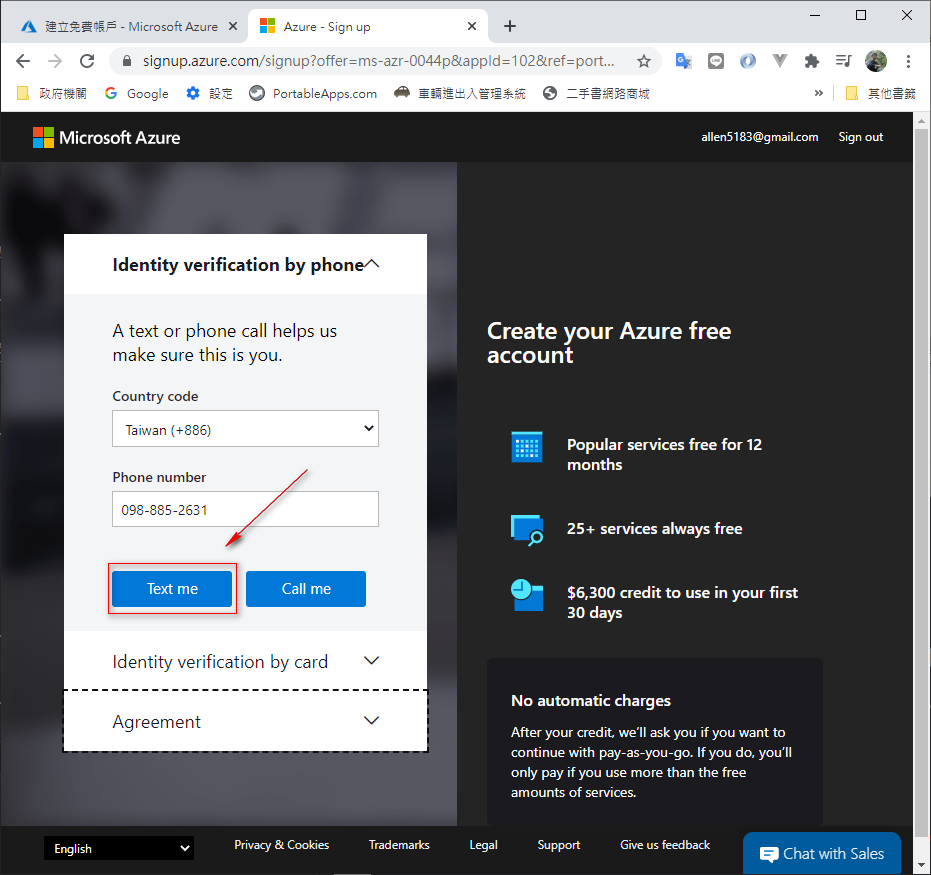 建立免費帳戶 - Microsoft Azure
Azure - Sign up
signup.azure.com/signup?offer=ms-azr-0044p&appId=102&ref=port...
政府機關
Google
設定
PortableApps.com
車輛進出入管理系統
二手書網路商城
»
其他書籤
Microsoft Azure
allen5183@gmail.com
Sign out
Identity verification by phone
A text or phone call helps us
make sure this is you.
Country code
Taiwan (+886)
Phone number
098-885-2631
Text me
Call me
Identity verification by card
Agreement
Create your Azure free
account
Popular services free for 12
months
25+ services always free
$6,300 credit to use in your first
30 days
No automatic charges
After your credit, we’ll ask you if you want to
continue with pay-as-you-go. If you do, you’ll
only pay if you use more than the free
amounts of services.
English
Privacy & Cookies
Trademarks
Legal
Support
Give us feedback
Chat with Sales